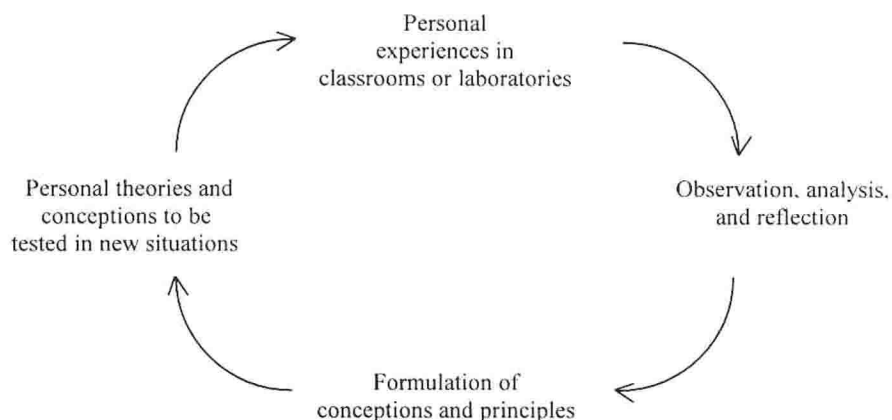 Personal
experiences in
classrooms or laboratories
Observation, analysis,
and reflection
Formulation of
conceptions and principles
Personal theories and
conceptions to be
tested in new situations